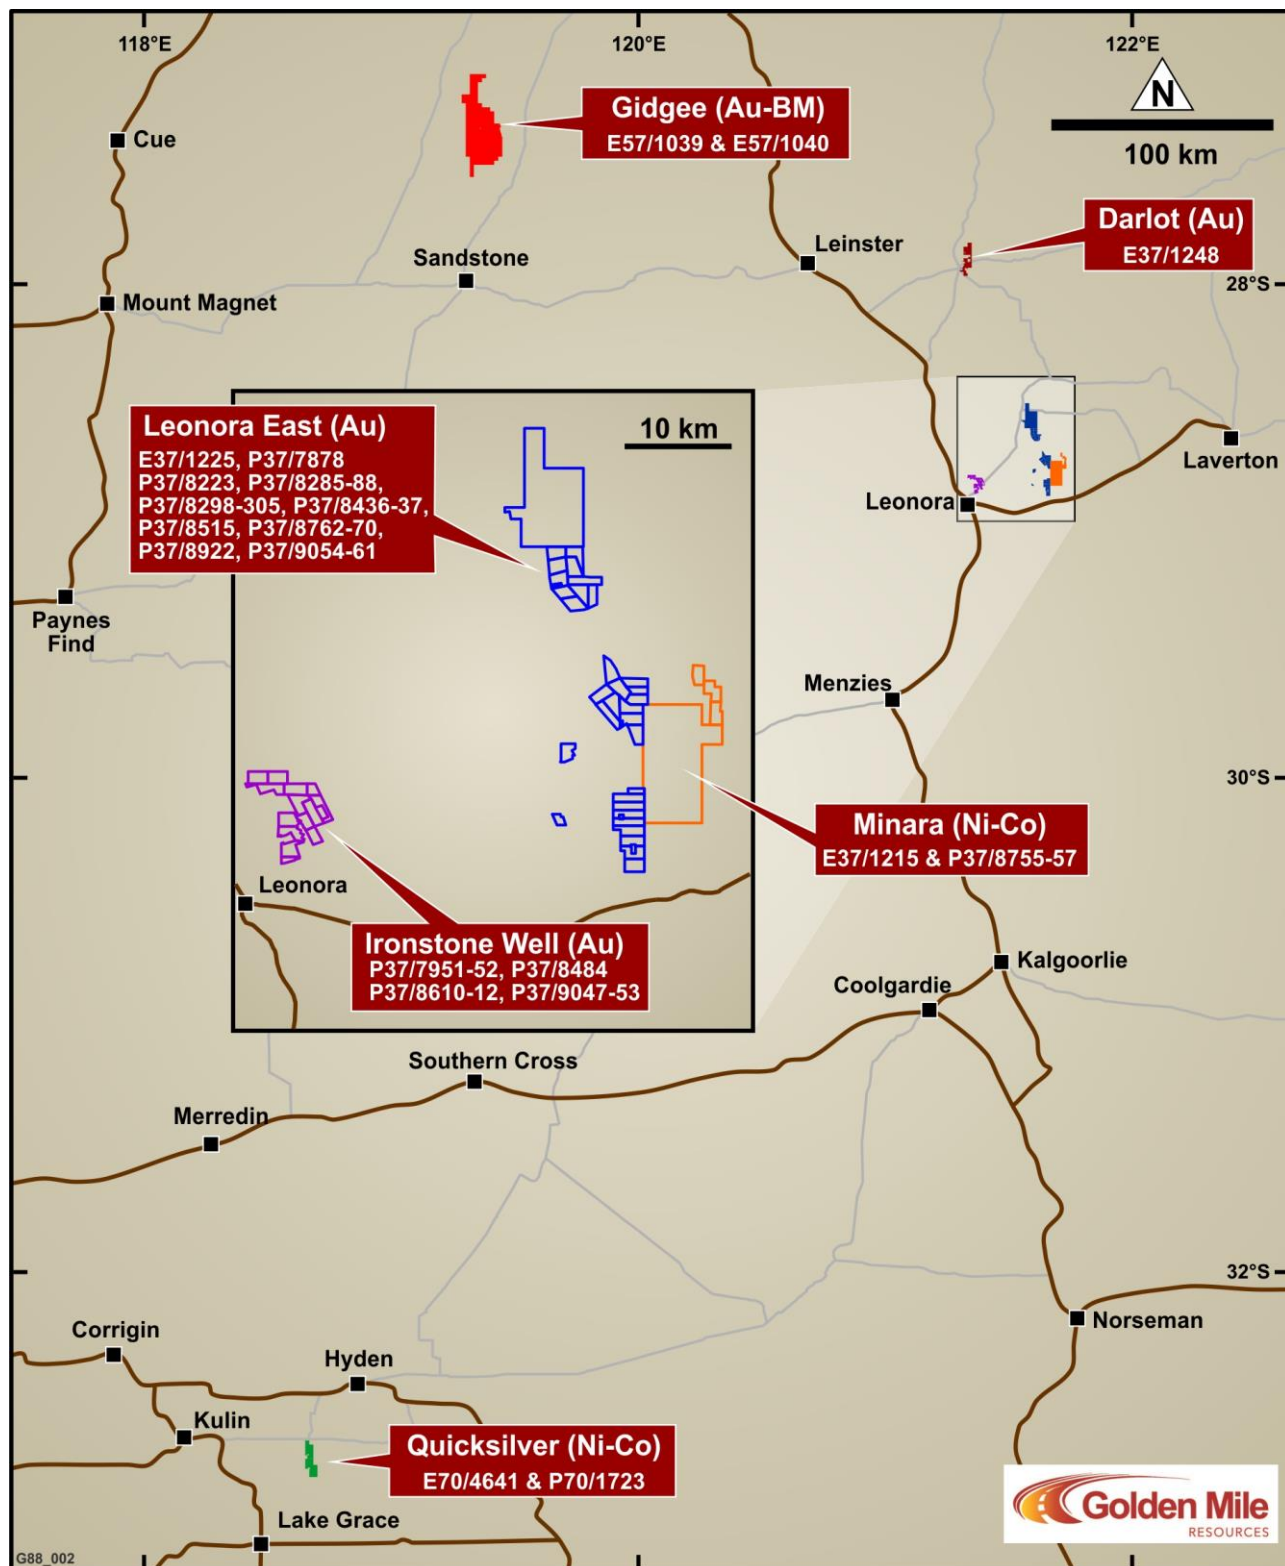 118°E
120°E
122°E
N
100 km
Gidgee (Au-BM)
E57/1039 & E57/1040
Cue
Darlot (Au)
E37/1248
Sandstone
Leinster
28°S
Mount Magnet
Leonora East (Au)
E37/1225, P37/7878
P37/8223, P37/8285-88,
P37/8298-305, P37/8436-37,
P37/8515, P37/8762-70,
P37/8922, P37/9054-61
10 km
Laverton
Leonora
Paynes
Find
Menzies
30°S
Minara (Ni-Co)
E37/1215 & P37/8755-57
Leonora
Ironstone Well (Au)
P37/7951-52, P37/8484
P37/8610-12, P37/9047-53
Kalgoorlie
Coolgardie
Southern Cross
Merredin
32°S
Norseman
Corrigin
Hyden
Kulin
Quicksilver (Ni-Co)
E70/4641 & P70/1723
Lake Grace
Golden Mile
RESOURCES
G88_002